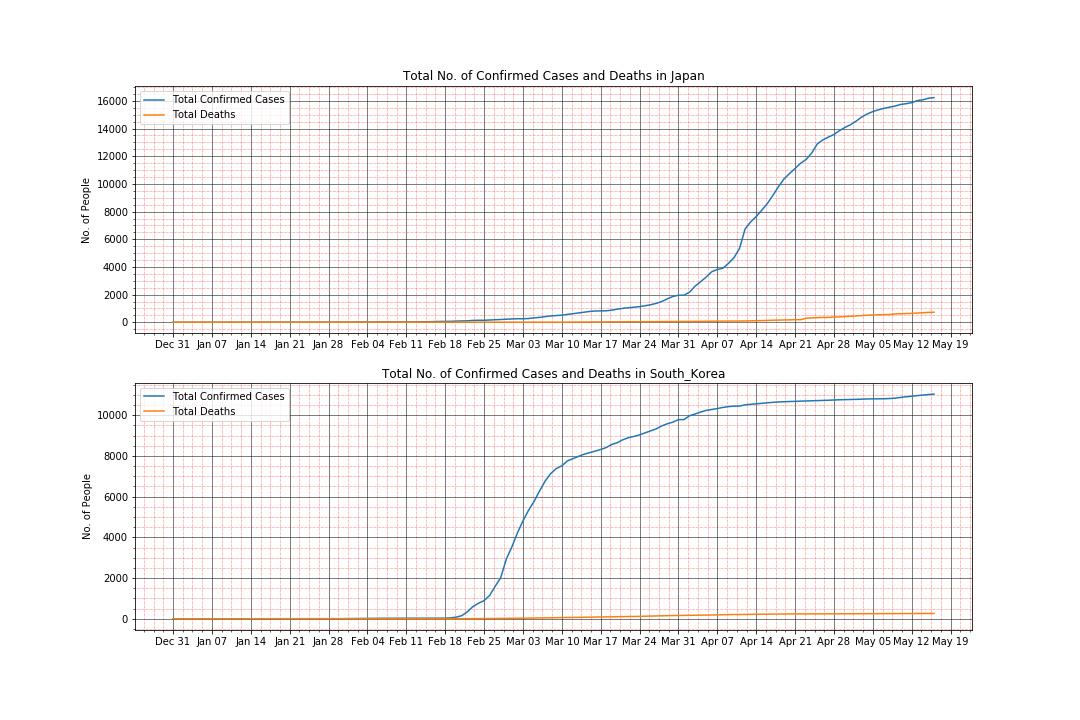 Total No. of Confirmed Cases and Deaths in Japan
Total Confirmed Cases
Total Deaths
No. of People
16000
14000
12000
10000
8000
6000
4000
2000
0
Dec 31 Jan 07 Jan 14 Jan 21 Jan 28 Feb 04 Feb 11 Feb 18 Feb 25 Mar 03 Mar 10 Mar 17 Mar 24 Mar 31 Apr 07 Apr 14 Apr 21 Apr 28 May 05 May 12 May 19
Total No. of Confirmed Cases and Deaths in South_Korea
Total Confirmed Cases
Total Deaths
No. of People
10000
8000
6000
4000
2000
0
Dec 31 Jan 07 Jan 14 Jan 21 Jan 28 Feb 04 Feb 11 Feb 18 Feb 25 Mar 03 Mar 10 Mar 17 Mar 24 Mar 31 Apr 07 Apr 14 Apr 21 Apr 28 May 05 May 12 May 19